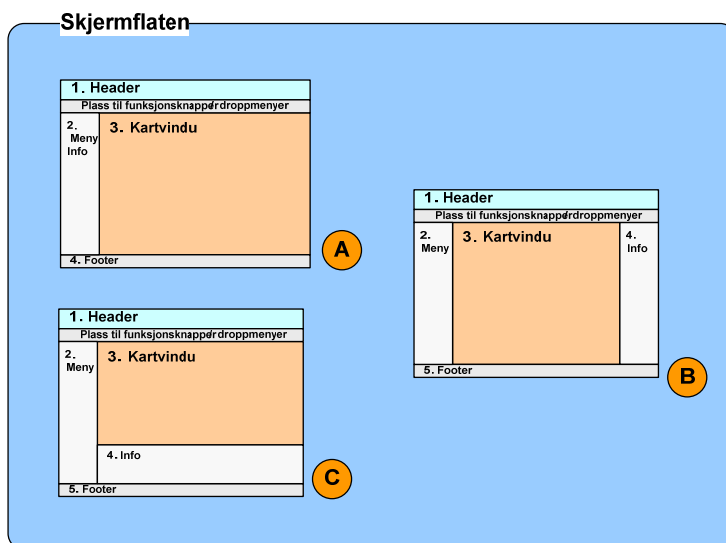 Skjermflaten
1. Header
Plass til funksjonsknapper/droppmenyer
2.
Meny
Info
3. Kartvindu
4. Footer
A
1. Header
Plass til funksjonsknapper/droppmenyer
2.
Meny
3. Kartvindu
4.
Info
5. Footer
B
1. Header
Plass til funksjonsknapper/droppmenyer
2.
Meny
3. Kartvindu
4. Info
5. Footer
C